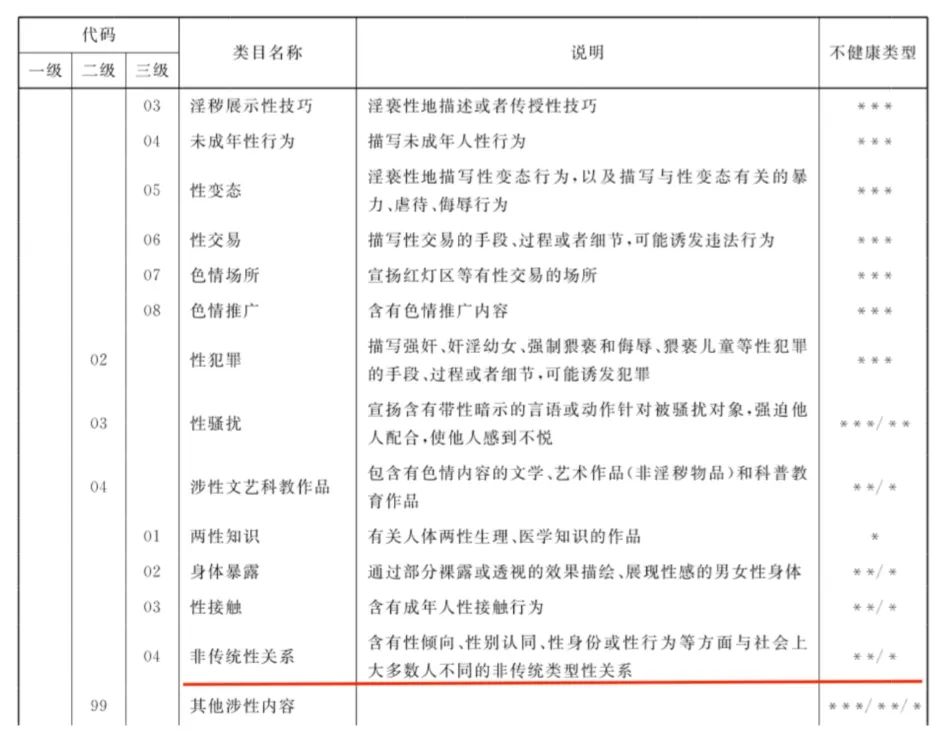 代码
类目名称
说明
不健康类型
一级
二级
三级
03 淫秽展示性技巧 淫亵性地描述或者传授性技巧 ***
04 未成年性行为 描写未成年人性行为 ***
05 性变态 淫亵性地描写性变态行为,以及描写与性变态有关的暴
力、虐待、侮辱行为 ***
06 性交易 描写性交易的手段、过程或者细节,可能诱发违法行为 ***
07 色情场所 宣扬红灯区等有性交易的场所 ***
08 色情推广 含有色情推广内容 ***
02 性犯罪 描写强奸、奸淫幼女、强制猥亵和侮辱、猥亵儿童等性犯罪
的手段、过程或者细节,可能诱发犯罪 ***
03 性骚扰 宣扬含有带性暗示的言语或动作针对被骚扰对象,强迫他
人配合,使他人感到不悦 ***/**
04 涉性文艺科教作品 包含有色情内容的文学、艺术作品(非淫秽物品)和科普教
育作品 **/*
01 两性知识 有关人体两性生理、医学知识的作品 *
02 身体暴露 通过部分裸露或透视的效果描绘、展现性感的男女性身体 **/*
03 性接触 含有成年人性接触行为 **/*
04 非传统性关系 含有性倾向、性别认同、性身份或性行为等方面与社会上
大多数人不同的非传统类型性关系 **/*
99 其他涉性内容 ***/**/*